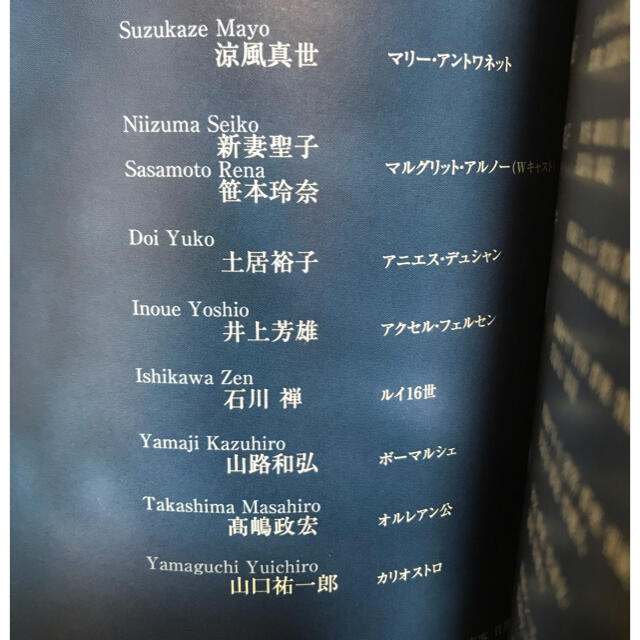 Suzukaze Mayo
涼風真世 マリー・アントワネット
Niizuma Seiko
新妻聖子
Sasamoto Rena マルグリット・アルノー(Wキャスト)
笹本玲奈
Doi Yuko
土居裕子 アニエス・デュシャン
Inoue Yoshio
井上芳雄 アクセル・フェルセン
Ishikawa Zen
石川 禅 ルイ16世
Yamaji Kazuhiro
山路和弘 ボーマルシェ
Takashima Masahiro
髙嶋政宏 オルレアン公
Yamaguchi Yuichiro
山口祐一郎 カリオストロ